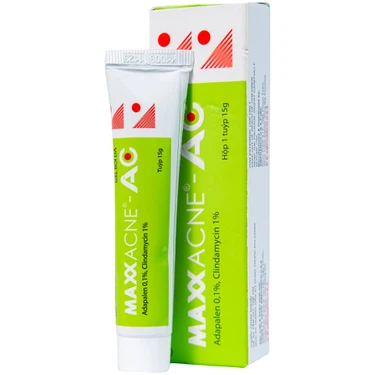 MAXXACNE®-AC
Adapalen 0,1%, Clindamycin 1%
Tuýp 15g
MAXXACNE®-AC
Adapalen 0,1%, Clindamycin 1%
Hộp 1 tuýp 15g